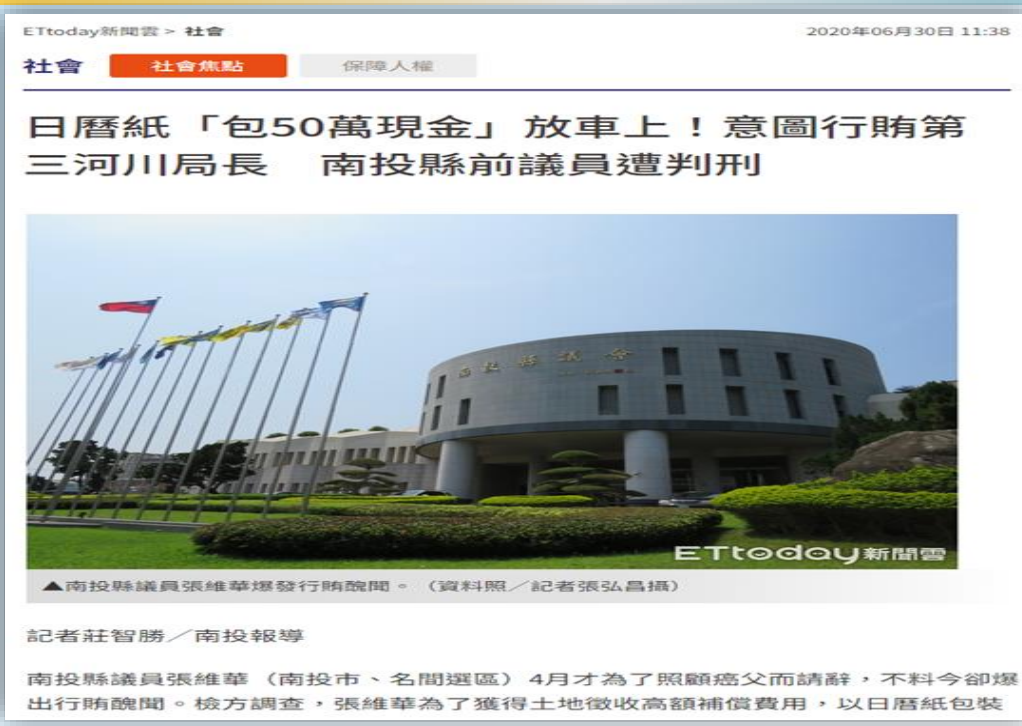 ETtoday新聞雲 > 社會
2020年06月30日 11:38
社會
社會焦點
保障人權
日曆紙「包50萬現金」放車上！意圖行賄第
三河川局長 南投縣前議員遭判刑
南投縣議會
ETtoday新聞雲
▲南投縣議員張維華爆發行賄醜聞。（資料照／記者張弘昌攝）
記者莊智勝／南投報導
南投縣議員張維華（南投市、名間選區）4月才為了照顧癌父而請辭，不料今卻爆
出行賄醜聞。檢方調查，張維華為了獲得土地徵收高額補償費用，以日曆紙包裝